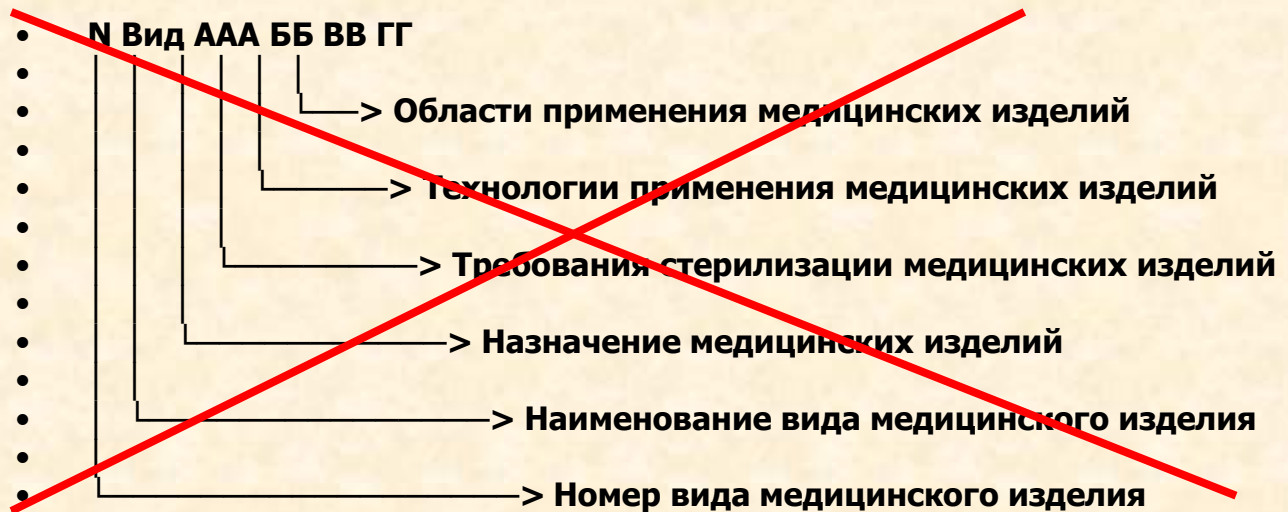 N Вид ААА ББ ВВ ГГ
> Области применения медицинских изделий
> Технологии применения медицинских изделий
> Требования стерилизации медицинских изделий
> Назначение медицинских изделий
> Наименование вида медицинского изделия
> Номер вида медицинского изделия